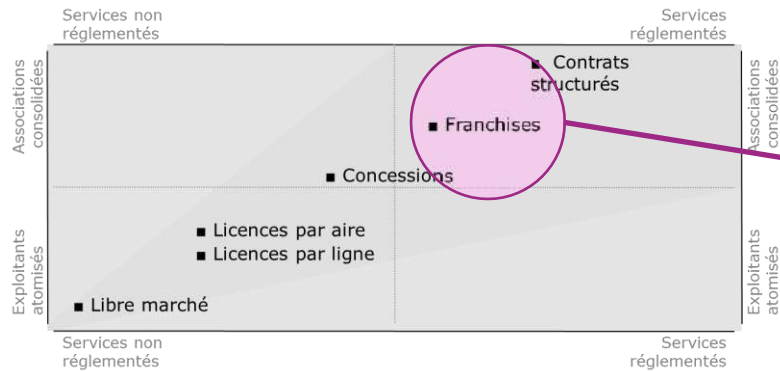 Services non
réglementés
Services
réglementés
Associations
consolidées
Associations
consolidées
Contrats
structurés
Franchises
Concessions
Licences par aire
Licences par ligne
Exploitants
atomisés
Exploitants
atomisés
Libre marché
Services non
réglementés
Services
réglementés